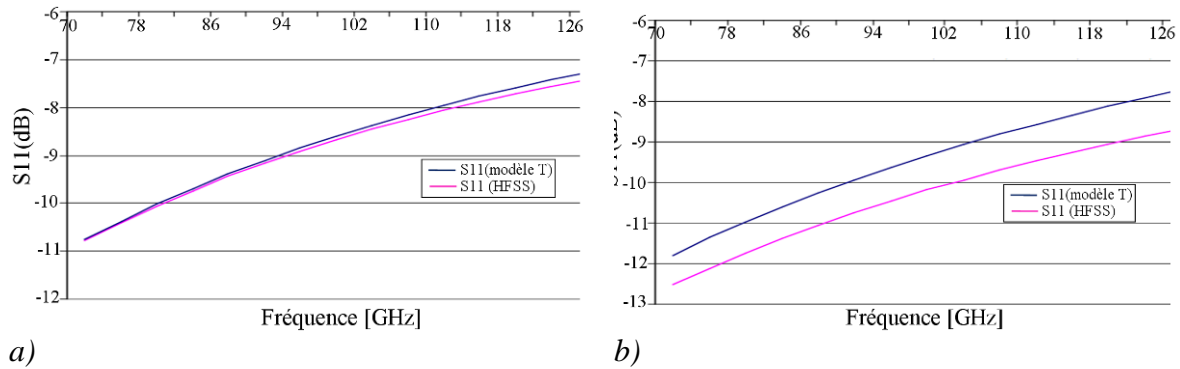 -6
70 78 86 94 102 110 118 126
-7
-8
-9
-10
-11
-12
S11(dB)
S11(modèle T)
S11 (HFSS)
Fréquence [GHz]
a)
-6
70 78 86 94 102 110 118 126
-7
-8
-9
-10
-11
-12
-13
S11(modèle T)
S11 (HFSS)
Fréquence [GHz]
b)